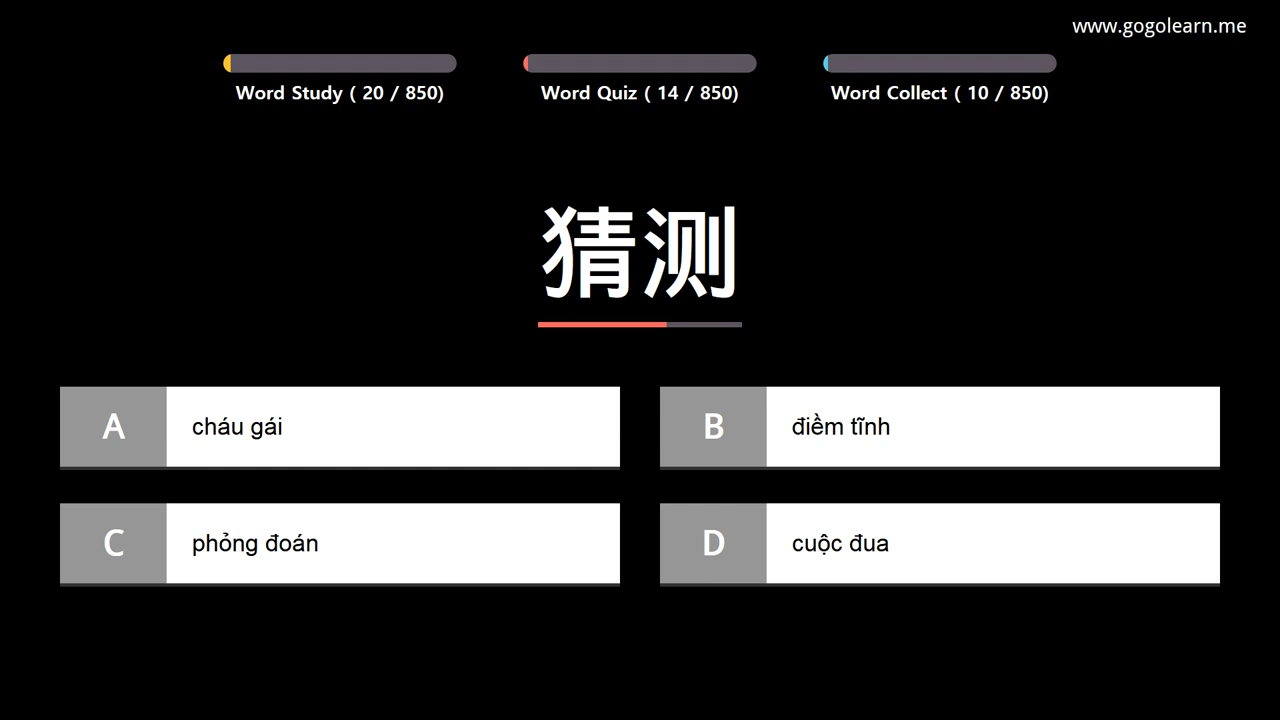 www.gogolearn.me
Word Study ( 20 / 850)
Word Quiz ( 14 / 850)
Word Collect ( 10 / 850)
猜测
A
cháu gái
B
điềm tĩnh
C
phỏng đoán
D
cuộc đua